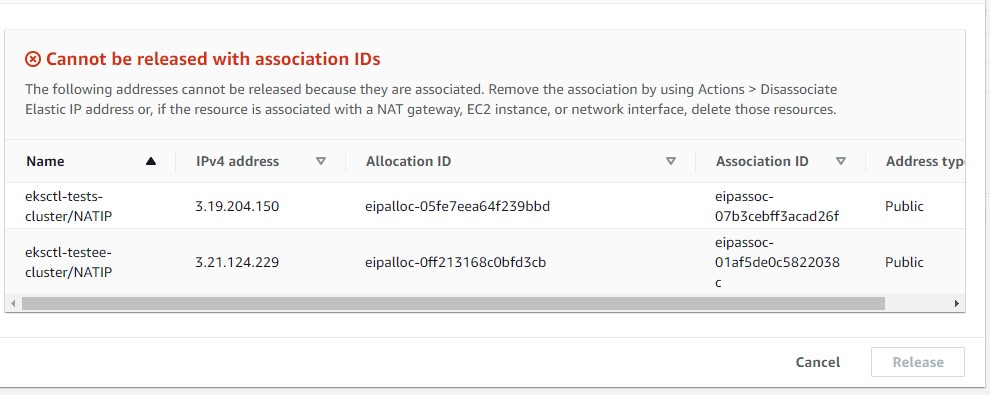 Cannot be released with association IDs
The following addresses cannot be released because they are associated. Remove the association by using Actions > Disassociate
Elastic IP address or, if the resource is associated with a NAT gateway, EC2 instance, or network interface, delete those resources.
Name IPv4 address Allocation ID Association ID Address typ
eksctl-tests-
cluster/NATIP
3.19.204.150
eipalloc-05fe7eea64f239bbd
eipassoc-
07b3cebff3acad26f
Public
eksctl-testee-
cluster/NATIP
3.21.124.229
eipalloc-0ff213168c0bfd3cb
eipassoc-
01af5de0c5822038
c
Public
Cancel Release